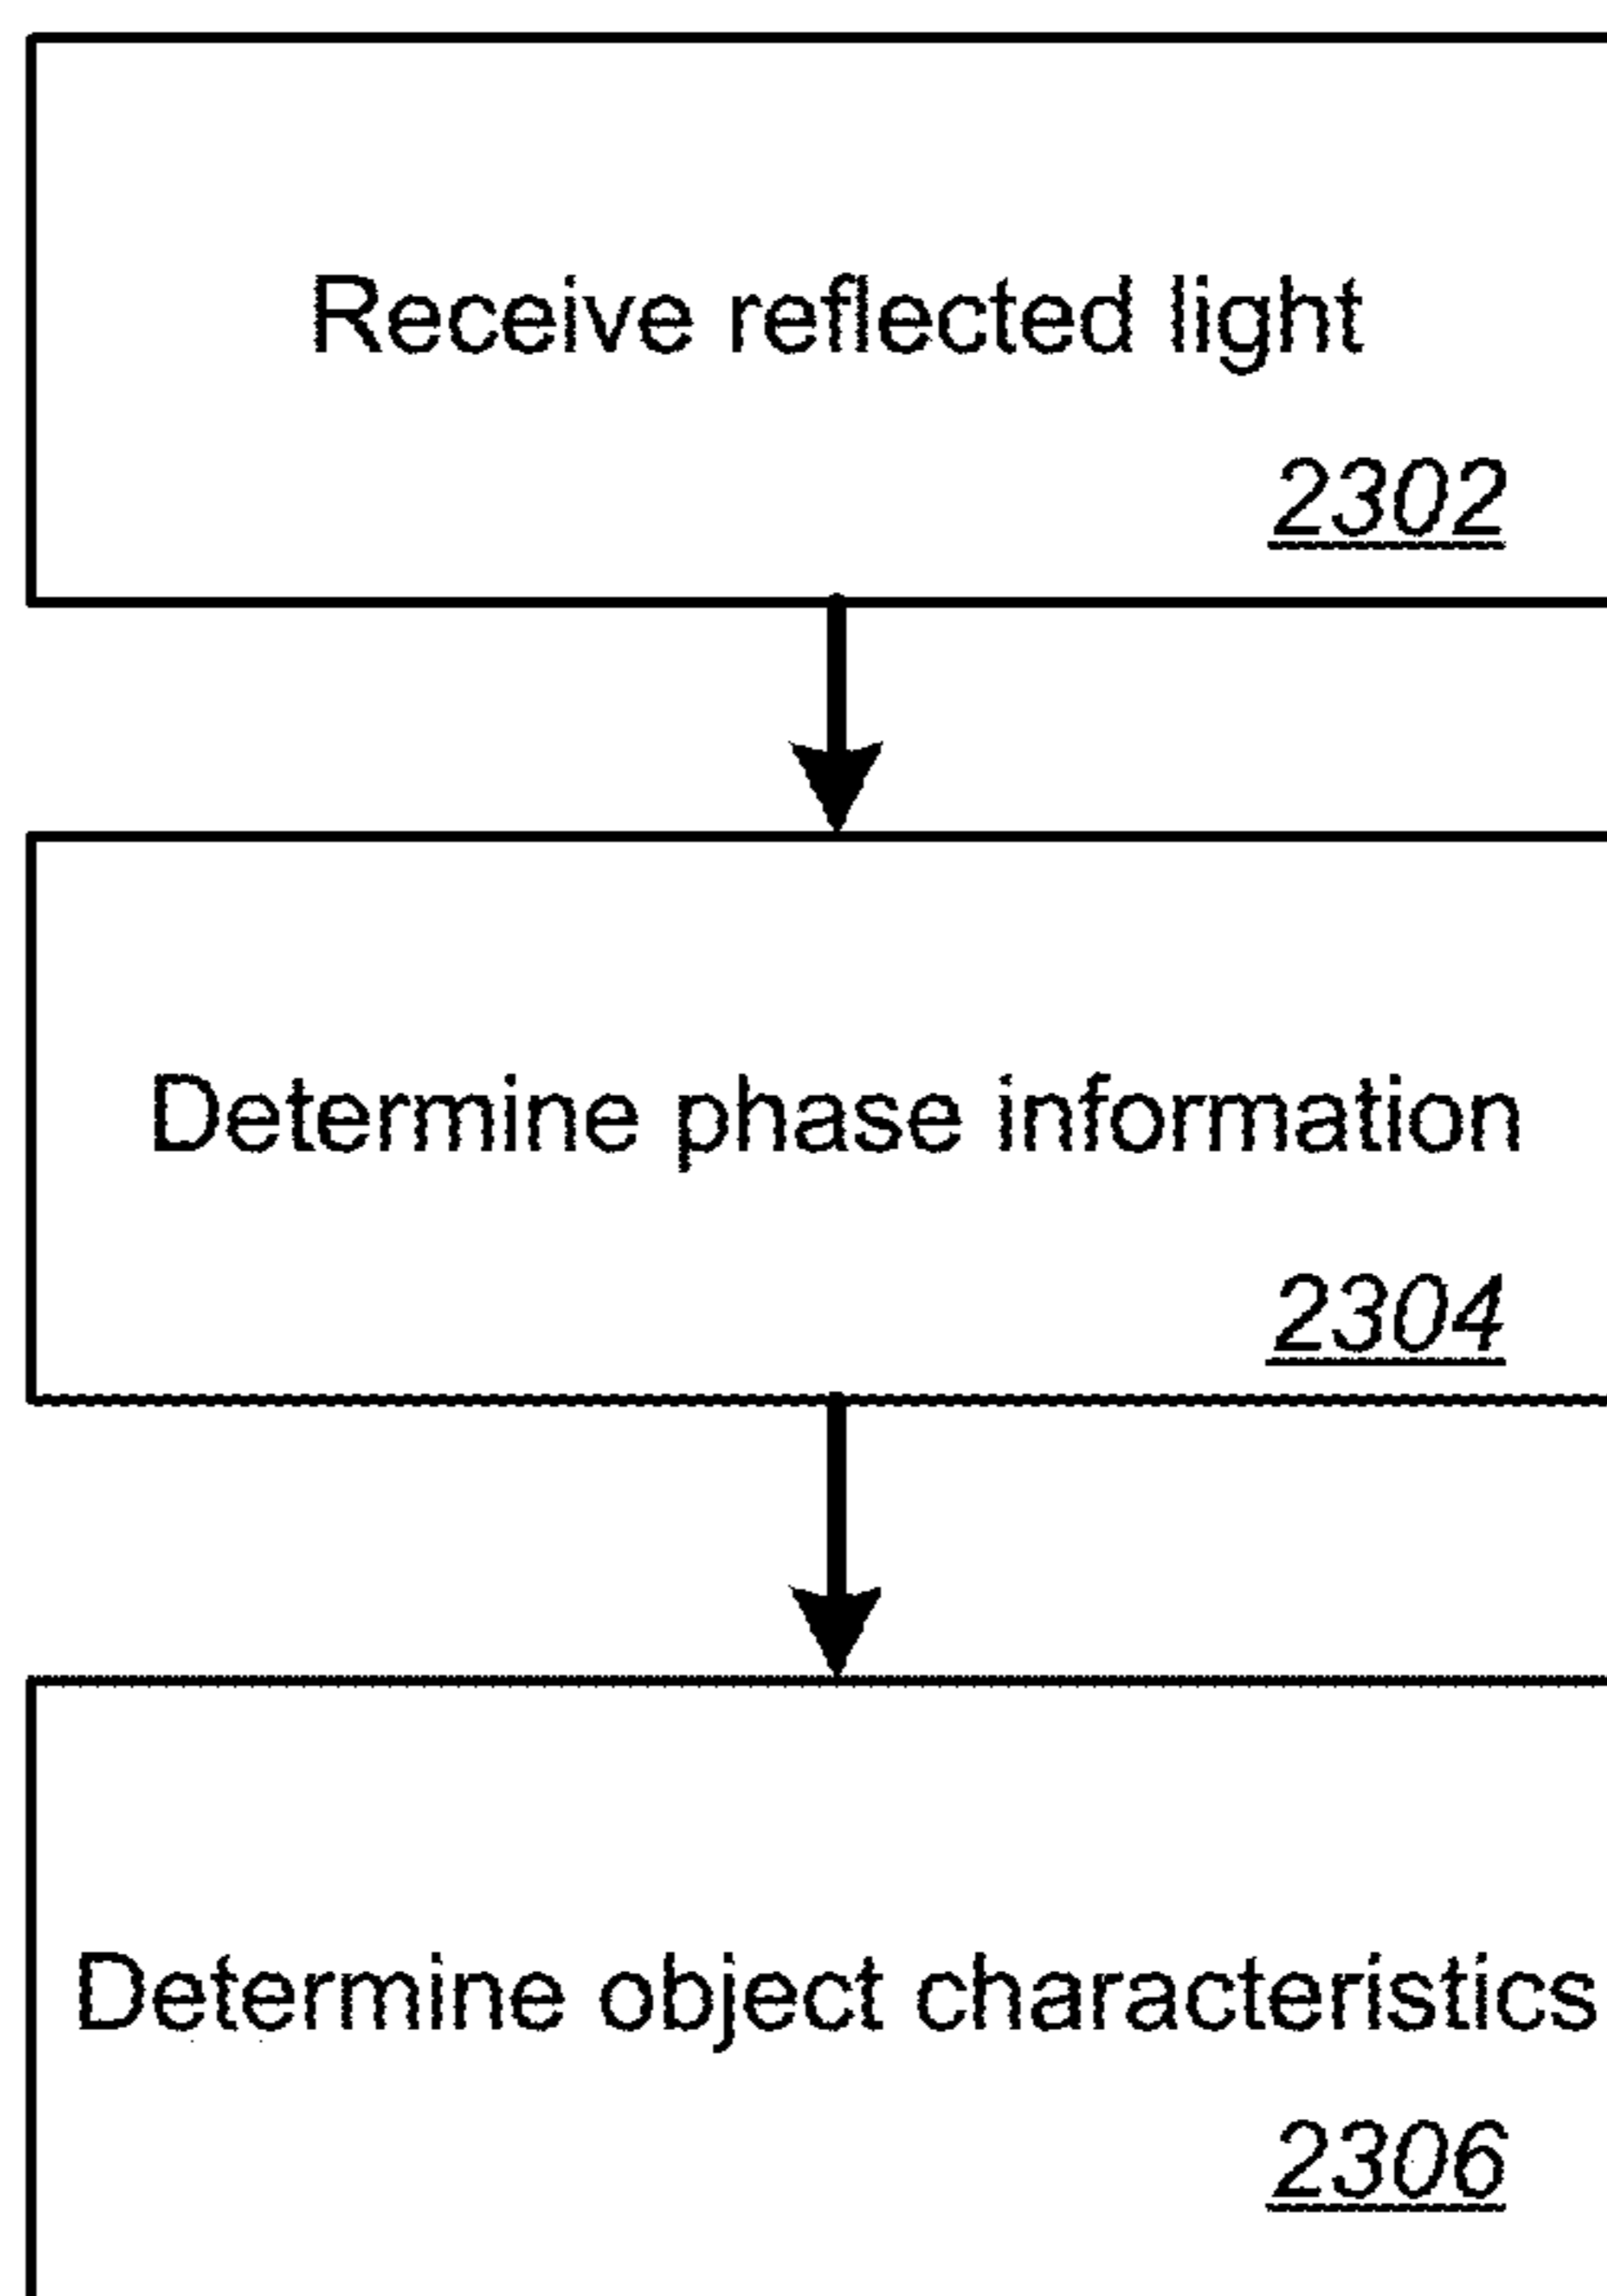 Receive reflected light
2302
Determine phase information
2304
Determine object characteristics
2306